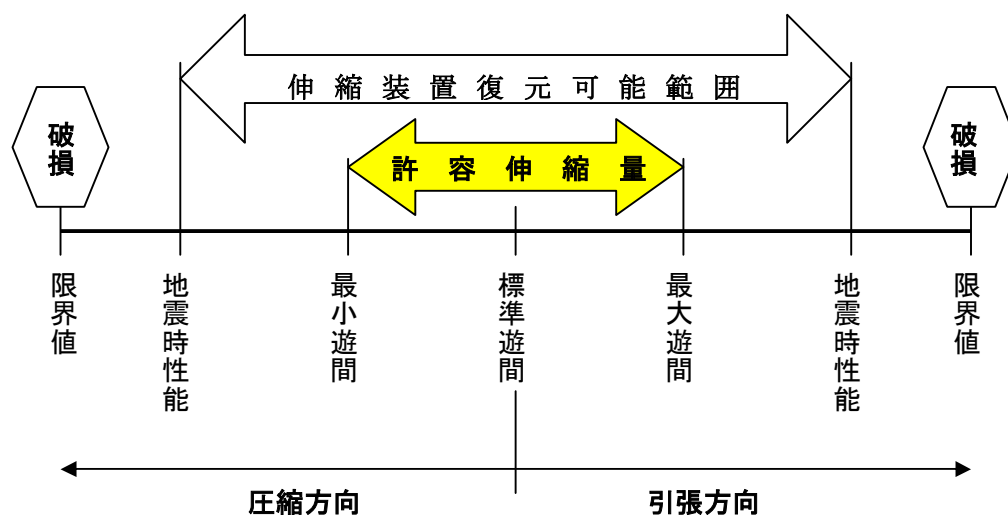 伸縮装置復元可能範囲
破損
破損
許容伸縮量
限界値
地震時性能
最小遊間
標準遊間
最大遊間
地震時性能
限界値
圧縮方向
引張方向